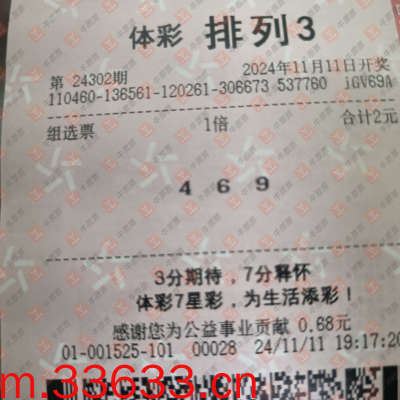 体彩 排列3
第 24302期 2024年11月11日开奖
110460-136561-120261-306673 537760 iGV69A
组选票 1倍 合计2元
4 6 9
3分期待，7分释怀
体彩7星彩，为生活添彩！
感谢您为公益事业贡献 0.68元
01-001525-101 00028 24/11/11 19:17:20
m.33633.cn